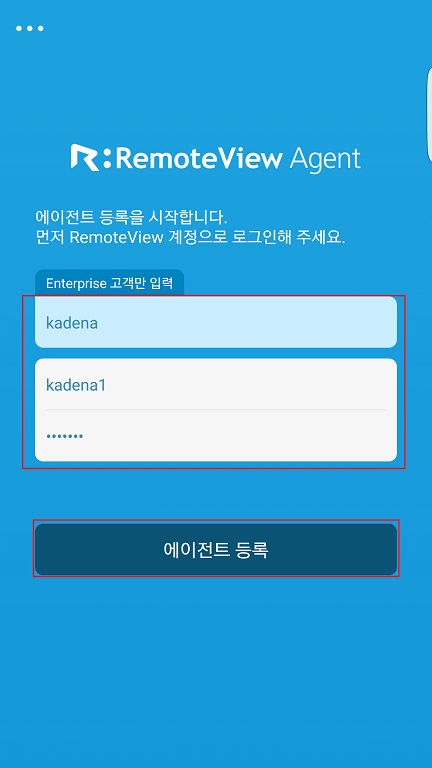 R:RemoteView Agent
에이전트 등록을 시작합니다.
먼저 RemoteView 계정으로 로그인해 주세요.
Enterprise 고객만 입력
kadena
kadena1
•••••••
에이전트 등록